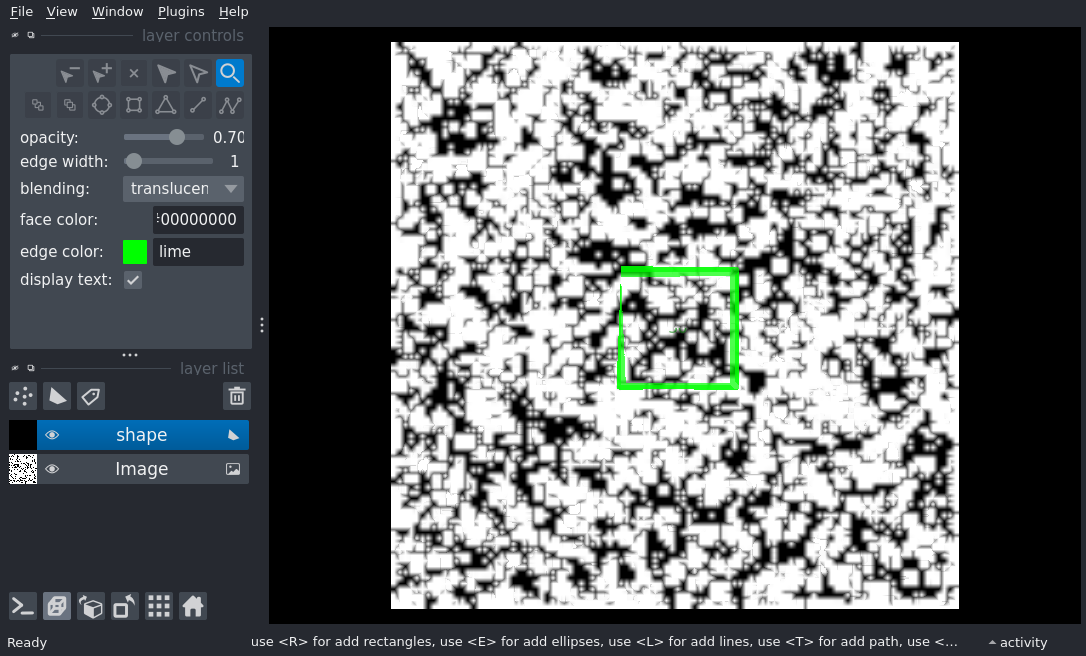 File View Window Plugins Help
layer controls
opacity: 0.70
edge width: 1
blending: translucen
face color: 00000000
edge color: lime
display text:
layer list
shape
Image
Ready use <R> for add rectangles, use <E> for add ellipses, use <L> for add lines, use <T> for add path, use <... activity